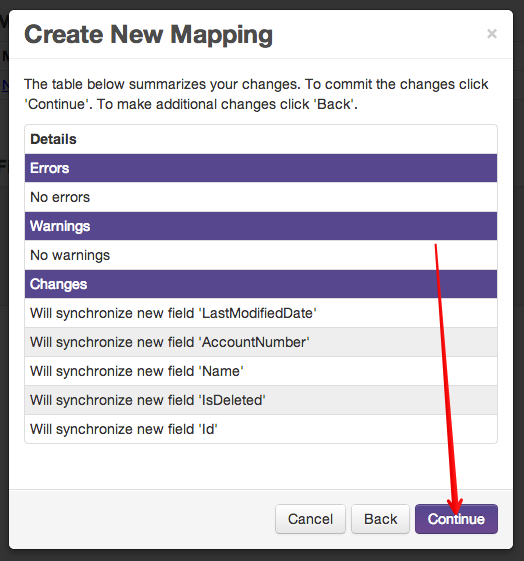 Create New Mapping
×
The table below summarizes your changes. To commit the changes click
'Continue'. To make additional changes click 'Back'.
Details
Errors
No errors
Warnings
No warnings
Changes
Will synchronize new field 'LastModifiedDate'
Will synchronize new field 'AccountNumber'
Will synchronize new field 'Name'
Will synchronize new field 'IsDeleted'
Will synchronize new field 'Id'
Cancel
Back
Continue